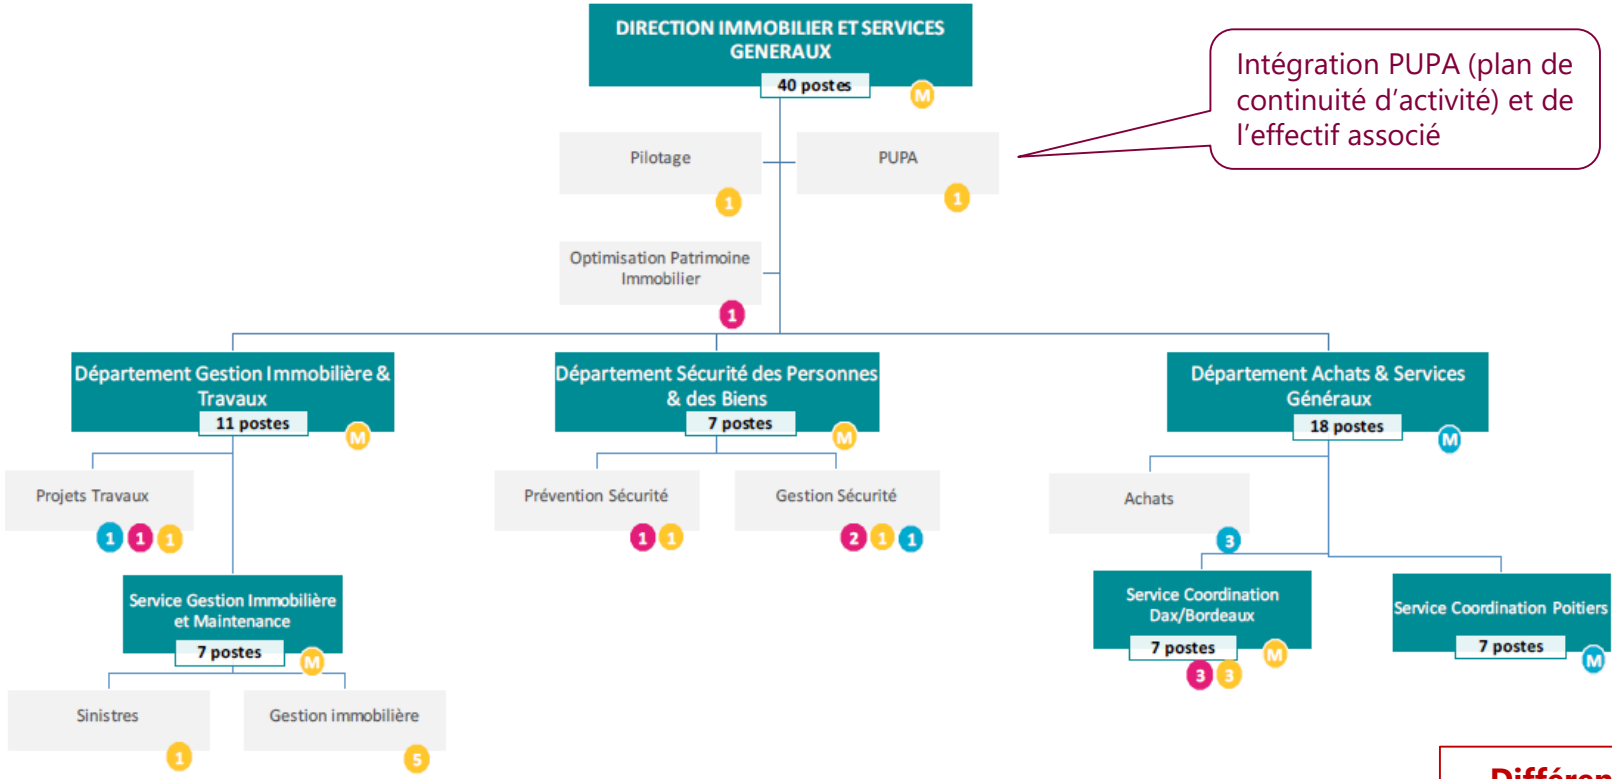 DIRECTION IMMOBILIER ET SERVICES
GENERAUX
40 postes
M
Intégration PUPA (plan de
continuité d'activité) et de
l'effectif associé
Pilotage
1
PUPA
1
Optimisation Patrimoine
Immobilier
1
Département Gestion Immobilière &
Travaux
11 postes
M
Département Sécurité des Personnes
& des Biens
7 postes
M
Département Achats & Services
Généraux
18 postes
M
Projets Travaux
1 1 1
Prévention Sécurité
1 1
Gestion Sécurité
2 1 1
Achats
3
Service Gestion Immobilière
et Maintenance
7 postes
M
Service Coordination
Dax/Bordeaux
7 postes
M
3 3
Service Coordination Poitiers
7 postes
M
Sinistres
1
Gestion immobilière
5